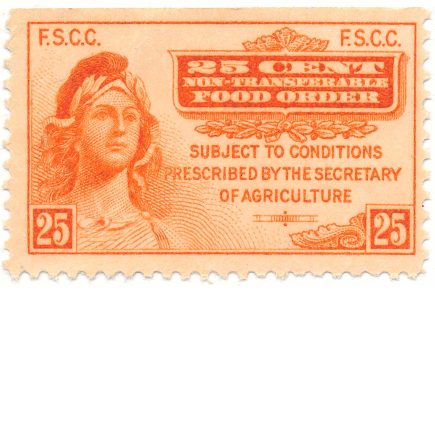 F.S.C.C. F.S.C.C.
25 CENT
NON-TRANSFERABLE
FOOD ORDER
SUBJECT TO CONDITIONS
PRESCRIBED BY THE SECRETARY
OF AGRICULTURE
25 25